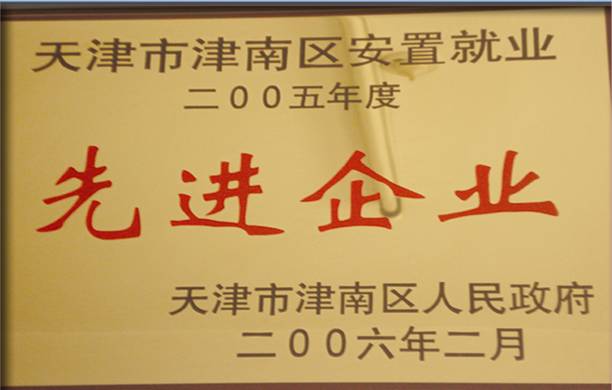 天津市津南区安置就业
二00五年度
先进企业
天津市津南区人民政府
二00六年二月